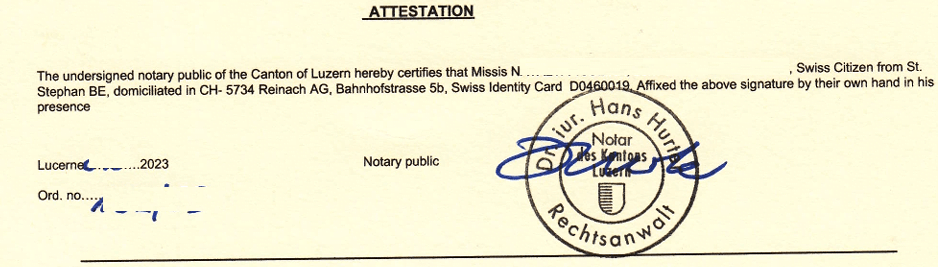 ATTESTATION
The undersigned notary public of the Canton of Luzern hereby certifies that Missis N. , Swiss Citizen from St.
Stephan BE, domiciliated in CH- 5734 Reinach AG, Bahnhofstrasse 5b, Swiss Identity Card D0460019, Affixed the above signature by their own hand in his
presence
Lucerne 2023
Notary public
Ord. no.....
Dr. iur. Hans Hurter
Notar
des Kantons
Luzern
Rechtsanwalt